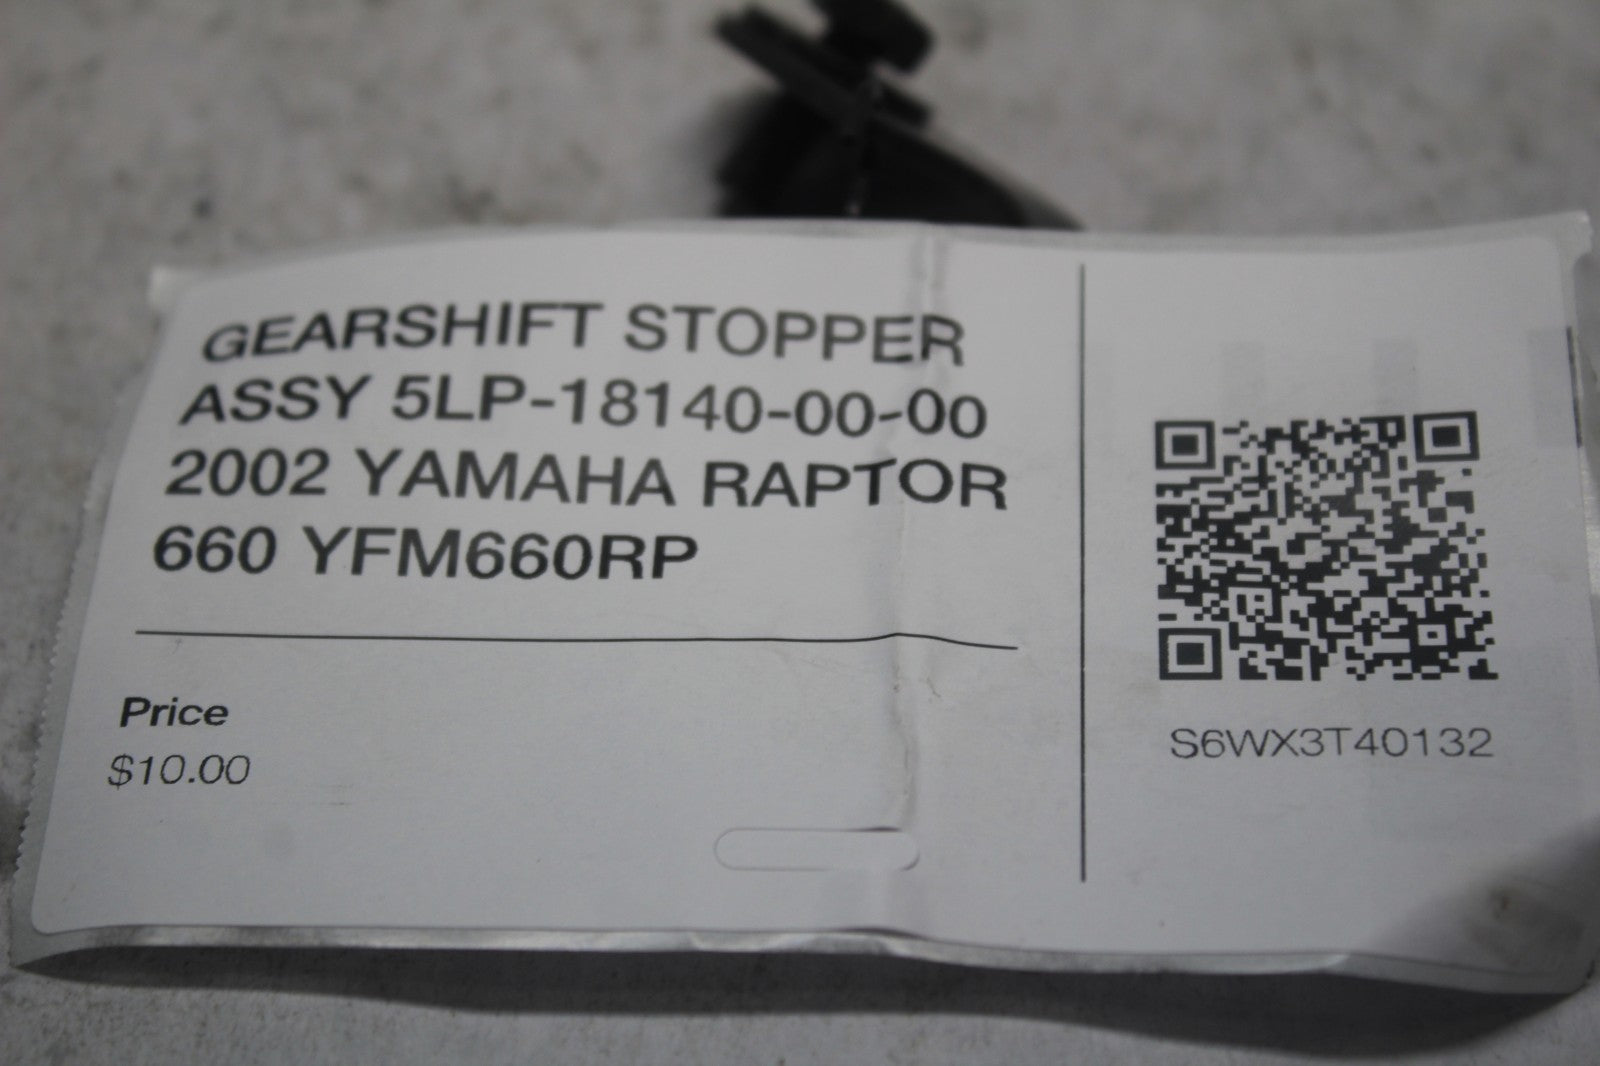 GEARSHIFT STOPPER
ASSY 5LP-18140-00-00
2002 YAMAHA RAPTOR
660 YFM660RP
Price
$10.00
S6WX3T40132